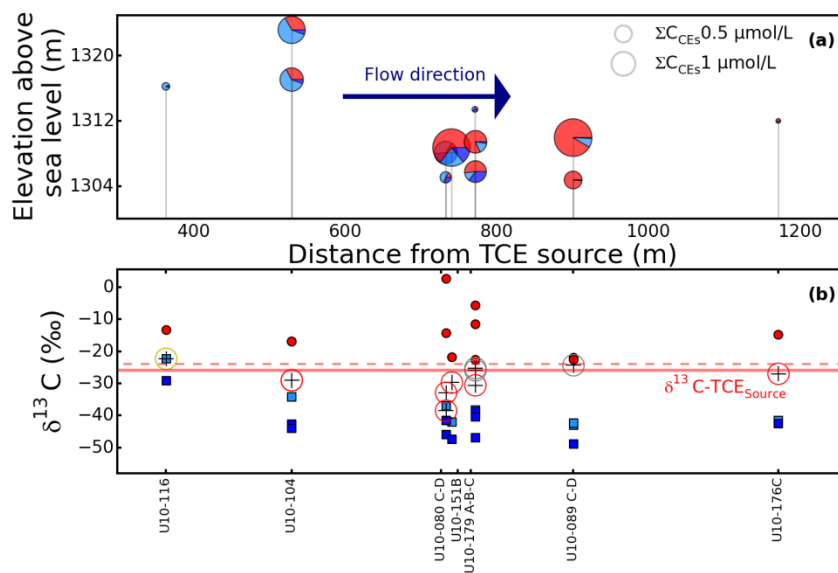 1320
1312
1304
Elevation above
sea level (m)
(a)
ΣC_CEs 0.5 μmol/L
ΣC_CEs 1 μmol/L
Flow direction
400
600
800
1000
1200
Distance from TCE source (m)
(b)
0
−10
−20
−30
−40
−50
δ¹³ C (‰)
δ¹³ C-TCE_Source
U10-116
U10-104
U10-080 C-D
U10-151B
U10-179 A-B-C
U10-089 C-D
U10-176C